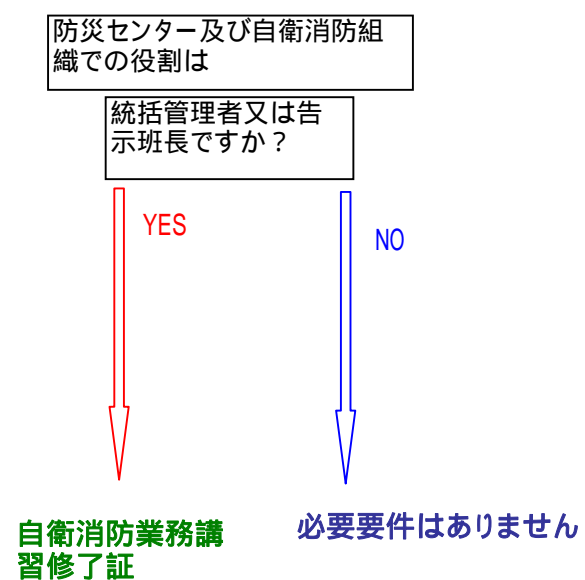 防災センター及び自衛消防組
織での役割は
統括管理者又は告
示班長ですか？
YES
NO
自衛消防業務講
習修了証
必要要件はありません